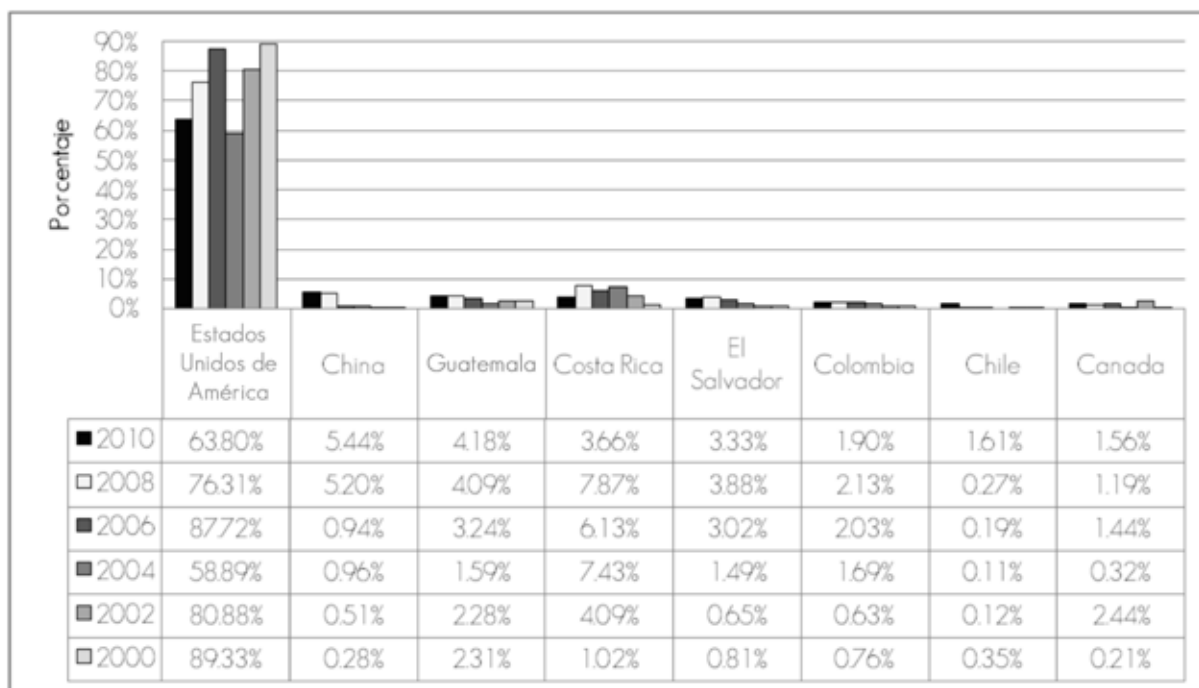 Porcentaje
90%
80%
70%
60%
50%
40%
30%
20%
10%
0%
Estados
Unidos de
América
China
Guatemala
Costa Rica
El
Salvador
Colombia
Chile
Canada
2010 63.80% 5.44% 4.18% 3.66% 3.33% 1.90% 1.61% 1.56%
2008 76.31% 5.20% 4.09% 7.87% 3.88% 2.13% 0.27% 1.19%
2006 87.72% 0.94% 3.24% 6.13% 3.02% 2.03% 0.19% 1.44%
2004 58.89% 0.96% 1.59% 7.43% 1.49% 1.69% 0.11% 0.32%
2002 80.88% 0.51% 2.28% 4.09% 0.65% 0.63% 0.12% 2.44%
2000 89.33% 0.28% 2.31% 1.02% 0.81% 0.76% 0.35% 0.21%